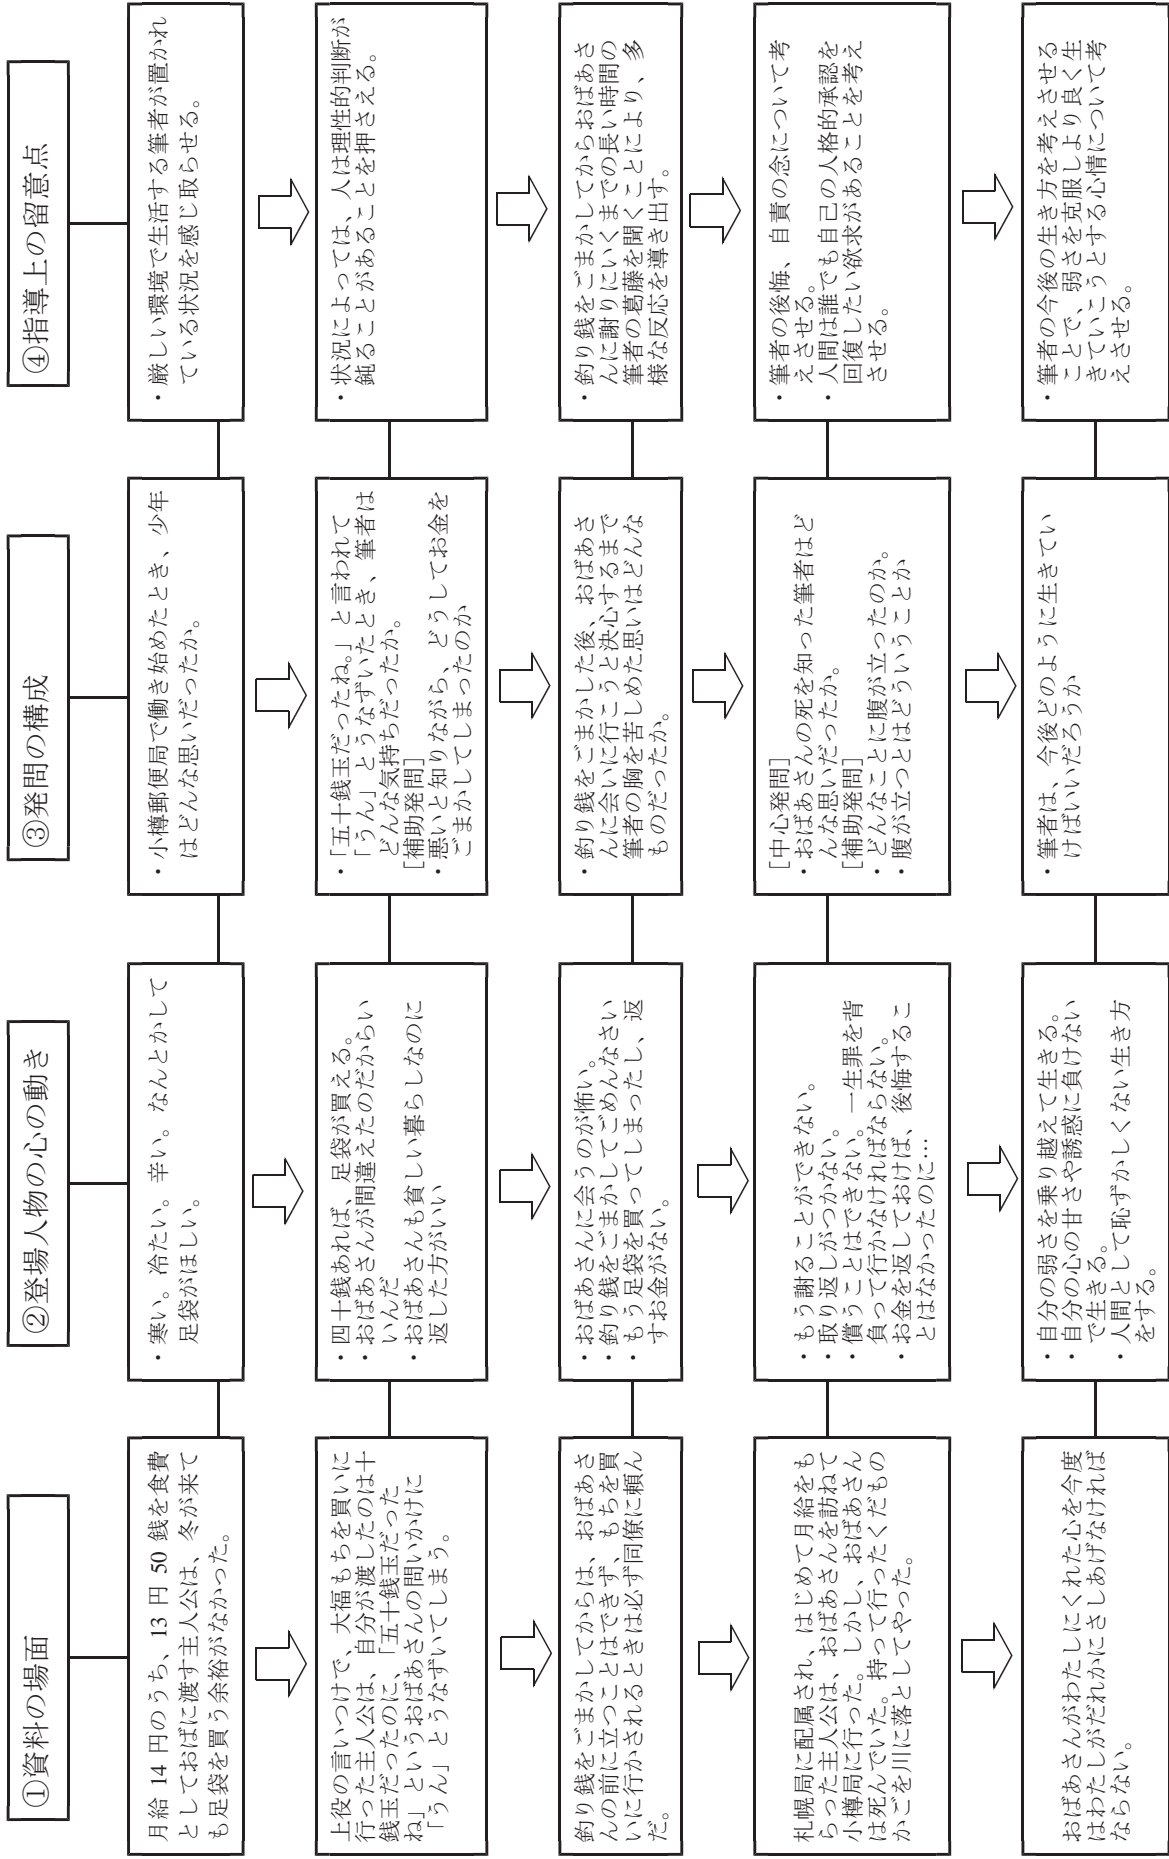 ①資料の場面
月給 14 円のうち、13 円 50 銭を食費
としておばに渡す主人公は、冬が来て
も足袋を買う余裕がなかった。
上役の言いつけで、大福もちを買いに
行った主人公は、自分が渡したのは十
銭玉だったのに、「五十銭玉だった
ね」というおばあさんの問いかけに
「うん」とうなずいてしまう。
釣り銭をごまかしてからは、おばあさ
んの前に立つことはできず、もちを買
いに行かされるときは必ず同僚に頼ん
だ。
札幌局に配属され、はじめて月給をも
らった主人公は、おばあさんを訪ねて
小樽局に行った。しかし、おばあさん
は死んでいた。持って行ったくだもの
かごを川に落としてやった。
おばあさんがわたしにくれた心を今度
はわたしがだれかにさしあげなければ
ならない。
②登場人物の心の動き
・寒い。冷たい。辛い。なんとかして
足袋がほしい。
・四十銭あれば、足袋が買える。
・おばあさんが間違えたのだからい
いんだ
・おばあさんも貧しい暮らしなのに
返した方がいい
・おばあさんに会うのが怖い。
・釣り銭をごまかしてごめんなさい
・もう足袋を買ってしまったし、返
すお金がない。
・もう謝ることができない。
・取り返しがつかない。
・償うことはできない。一生罪を背
負って行かなければならない。
・お金を返しておけば、後悔するこ
とはなかったのに…
・自分の弱さを乗り越えて生きる。
・自分の心の甘さや誘惑に負けない
で生きる。
・人間として恥ずかしくない生き方
をする。
③発問の構成
・小樽郵便局で働き始めたとき、少年
はどんな思いだったか。
・「五十銭玉だったね。」と言われて
「うん」とうなずいたとき、筆者は
どんな気持ちだったか。
[補助発問]
・悪いと知りながら、どうしてお金を
ごまかしてしまったのか
・釣り銭をごまかした後、おばあさ
んに会いに行こうと決心するまで
筆者の胸を苦しめた思いはどんな
ものだったか。
[中心発問]
・おばあさんの死を知った筆者はど
んな思いだったか。
[補助発問]
・どんなことに腹が立ったのか。
・腹が立つとはどういうことか
・筆者は、今後どのように生きてい
けばいいだろうか
④指導上の留意点
・厳しい環境で生活する筆者が置かれ
ている状況を感じ取らせる。
・状況によっては、人は理性的判断が
鈍ることがあることを押さえる。
・釣り銭をごまかしてからおばあさ
んに謝りにいくまでの長い時間の
筆者の葛藤を聞くことにより、多
様な反応を導き出す。
・筆者の後悔、自責の念について考
えさせる。
・人間は誰でも自己の人格的承認を
回復したい欲求があることを考え
させる。
・筆者の今後の生き方を考えさせる
ことで、弱さを克服しより良く生
きていこうとする心情について考
えさせる。